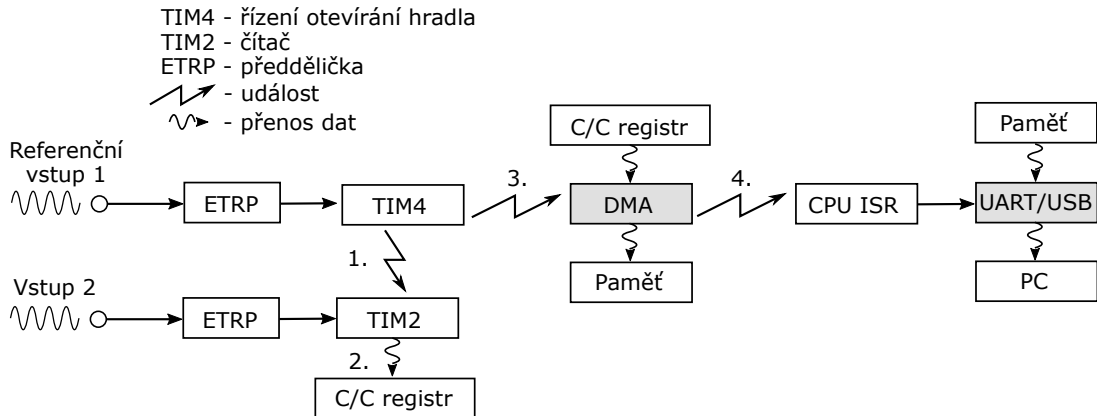 TIM4 - řízení otevírání hradla
TIM2 - čítač
ETRP - předdělička
- událost
- přenos dat
Referenční
vstup 1
ETRP
TIM4
3.
C/C registr
DMA
Paměť
4.
CPU ISR
Paměť
UART/USB
PC
1.
Vstup 2
ETRP
TIM2
2.
C/C registr